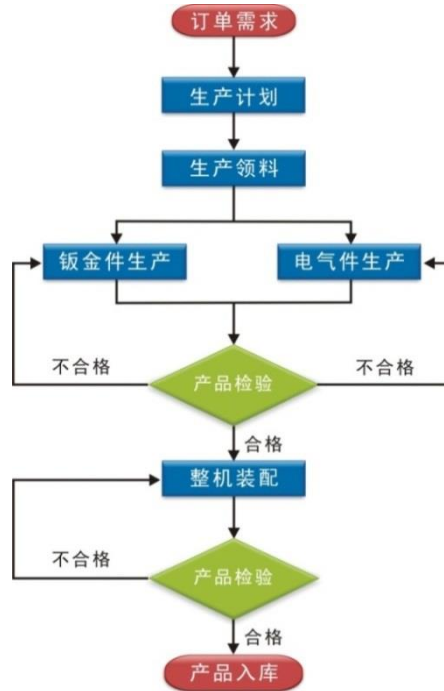 订单需求
生产计划
生产领料
钣金件生产
电气件生产
不合格
产品检验
不合格
合格
整机装配
不合格
产品检验
合格
产品入库